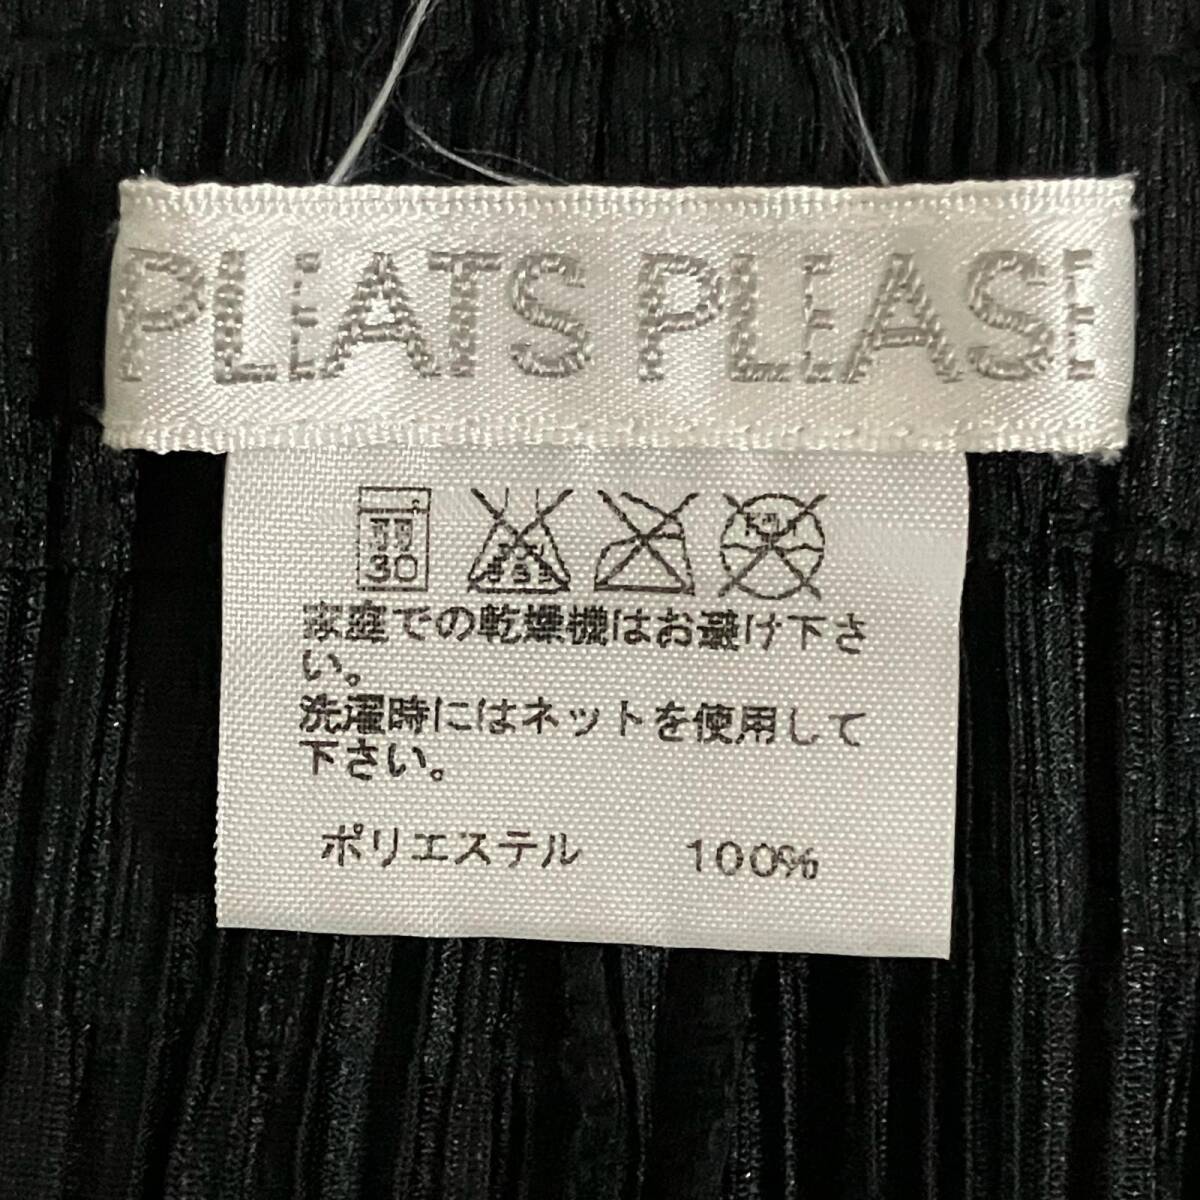 PLEATS PLEASE
30
家庭での乾燥機はお避け下さ
い。
洗濯時にはネットを使用して
下さい。
ポリエステル 100%